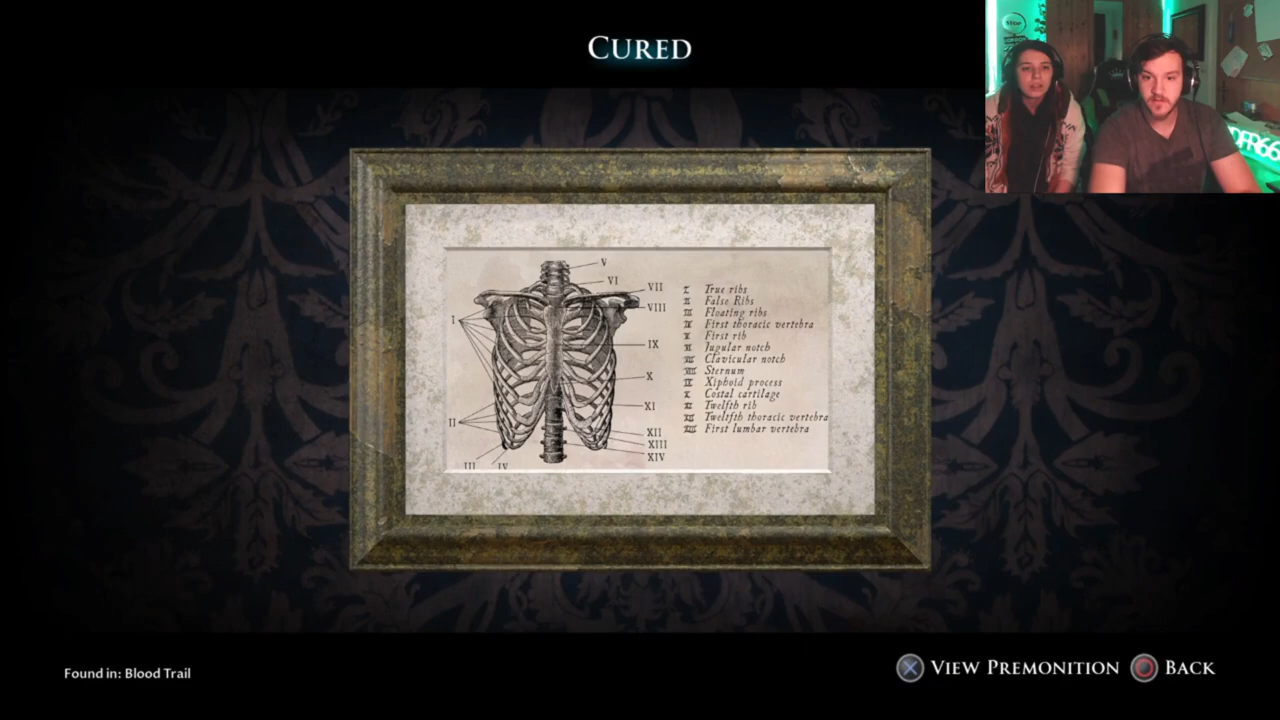 CURED
STOP
V
VI
VII
VIII
I
IX
X
XI
II
XII
XIII
XIV
III
IV
I True ribs
II False Ribs
III Floating ribs
IV First thoracic vertebra
V First rib
VI Jugular notch
VII Clavicular notch
VIII Sternum
IX Xiphoid process
X Costal cartilage
XI Twelfth rib
XII Tweltfth thoracic vertebra
XIII First lumbar vertebra
Found in: Blood Trail
VIEW PREMONITION
BACK